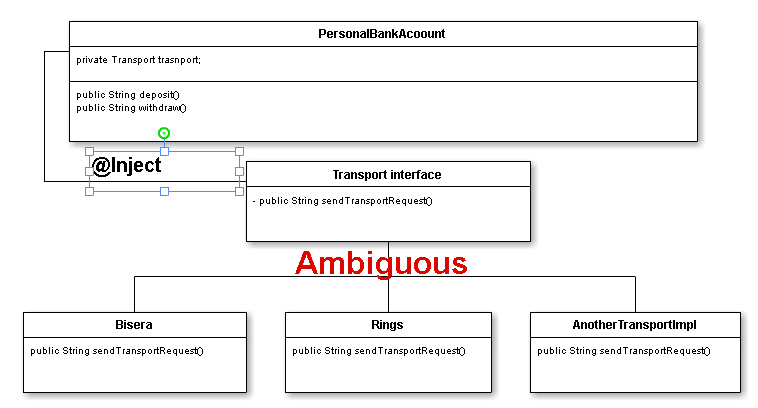 PersonalBankAcoount
private Transport trasnport;
public String deposit()
public String withdraw()
@Inject
Transport interface
- public String sendTransportRequest()
Ambiguous
Bisera
public String sendTransportRequest()
Rings
public String sendTransportRequest()
AnotherTransportImpl
public String sendTransportRequest()